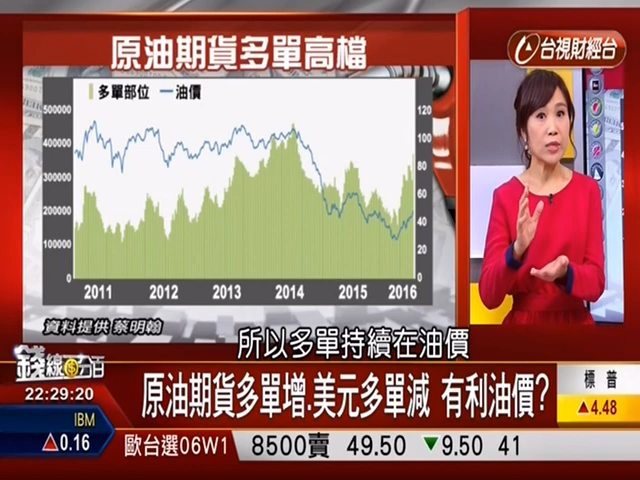 原油期貨多單高檔
台視財經台
多單部位 油價
500000
400000
300000
200000
100000
0
120
100
80
60
40
20
0
2011 2012 2013 2014 2015 2016
資料提供 蔡明翰
所以多單持續在油價
錢線百分百
22:29:20
原油期貨多單增.美元多單減 有利油價?
標普
▲4.48
IBM
△0.16
歐台選06W1 8500賣 49.50 ▼9.50 41